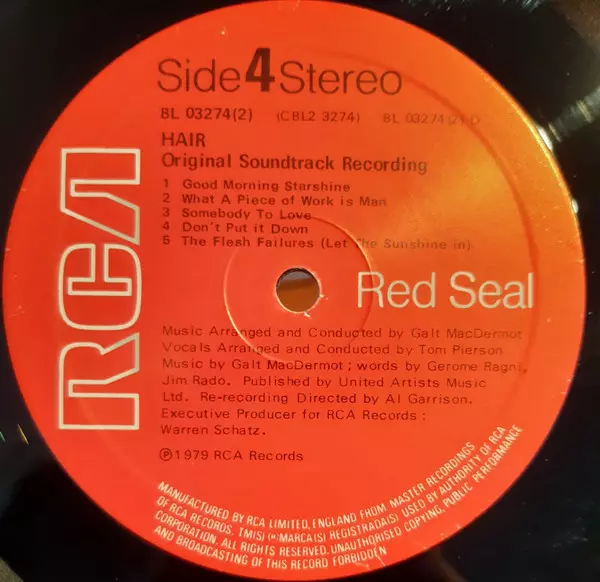 Side 4 Stereo
BL 03274(2) (CBL2 3274) BL 03274(2) D
HAIR
Original Soundtrack Recording
1 Good Morning Starshine
2 What A Piece of Work is Man
3 Somebody To Love
4 Don't Put it Down
5 The Flesh Failures (Let The Sunshine in)
RCA
Red Seal
Music Arranged and Conducted by Galt MacDermot
Vocals Arranged and Conducted by Tom Pierson
Music by Galt MacDermot; words by Gerome Ragni,
Jim Rado. Published by United Artists Music
Ltd. Re-recording Directed by Al Garrison.
Executive Producer for RCA Records:
Warren Schatz.
Ⓟ1979 RCA Records
MANUFACTURED BY RCA LIMITED, ENGLAND FROM MASTER RECORDINGS
OF RCA RECORDS, TM(S) ® MARCA(S) REGISTRADA(S) USED BY AUTHORITY OF RCA
CORPORATION. ALL RIGHTS RESERVED. UNAUTHORISED COPYING, PUBLIC PERFORMANCE
AND BROADCASTING OF THIS RECORD FORBIDDEN